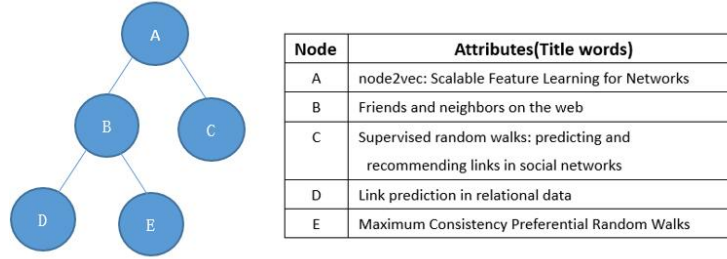 A
B
C
D
E
Node Attributes(Title words)
A node2vec: Scalable Feature Learning for Networks
B Friends and neighbors on the web
C Supervised random walks: predicting and
recommending links in social networks
D Link prediction in relational data
E Maximum Consistency Preferential Random Walks